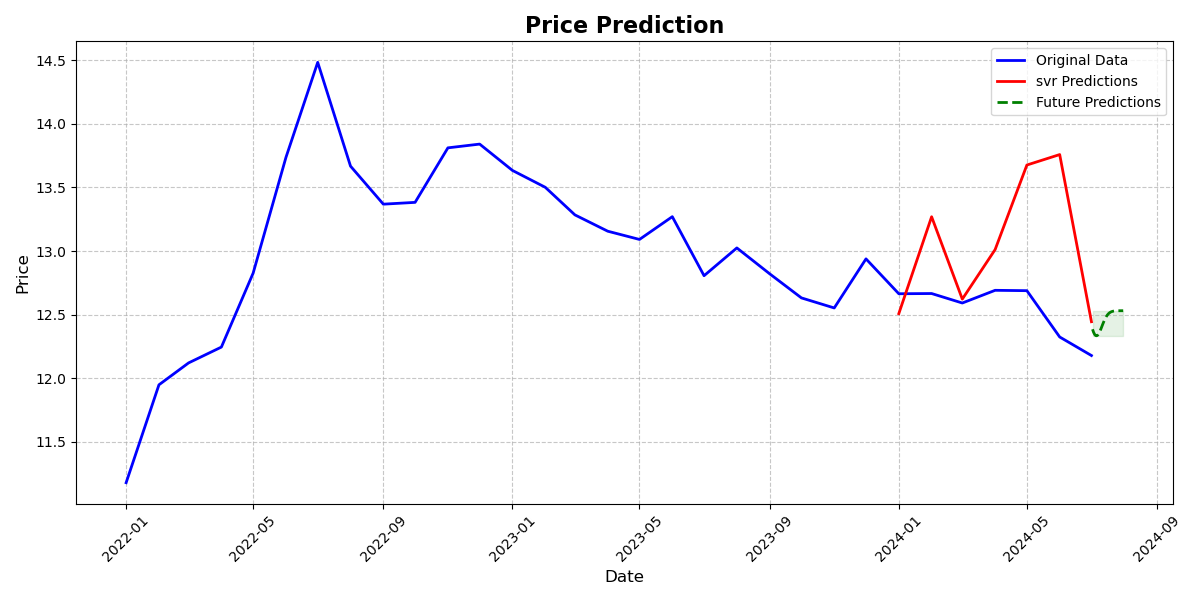 Price Prediction
Original Data
svr Predictions
Future Predictions
Price
14.5
14.0
13.5
13.0
12.5
12.0
11.5
2022-01
2022-05
2022-09
2023-01
2023-05
2023-09
2024-01
2024-05
2024-09
Date